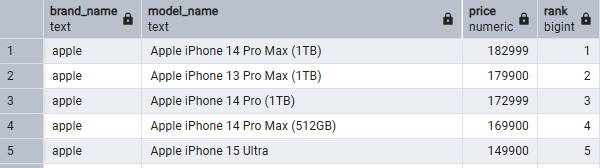 brand_name model_name price rank
text text numeric bigint
1 apple Apple iPhone 14 Pro Max (1TB) 182999 1
2 apple Apple iPhone 13 Pro Max (1TB) 179900 2
3 apple Apple iPhone 14 Pro (1TB) 172999 3
4 apple Apple iPhone 14 Pro Max (512GB) 169900 4
5 apple Apple iPhone 15 Ultra 149900 5